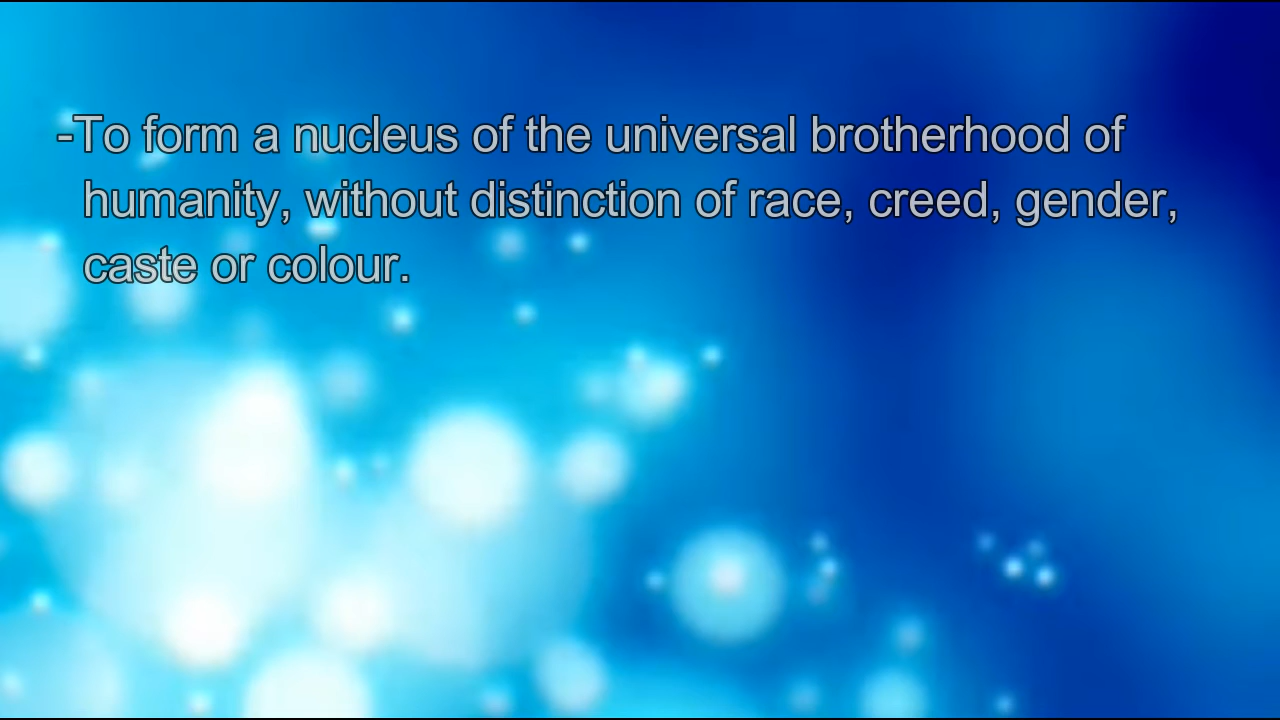 -To form a nucleus of the universal brotherhood of
humanity, without distinction of race, creed, gender,
caste or colour.